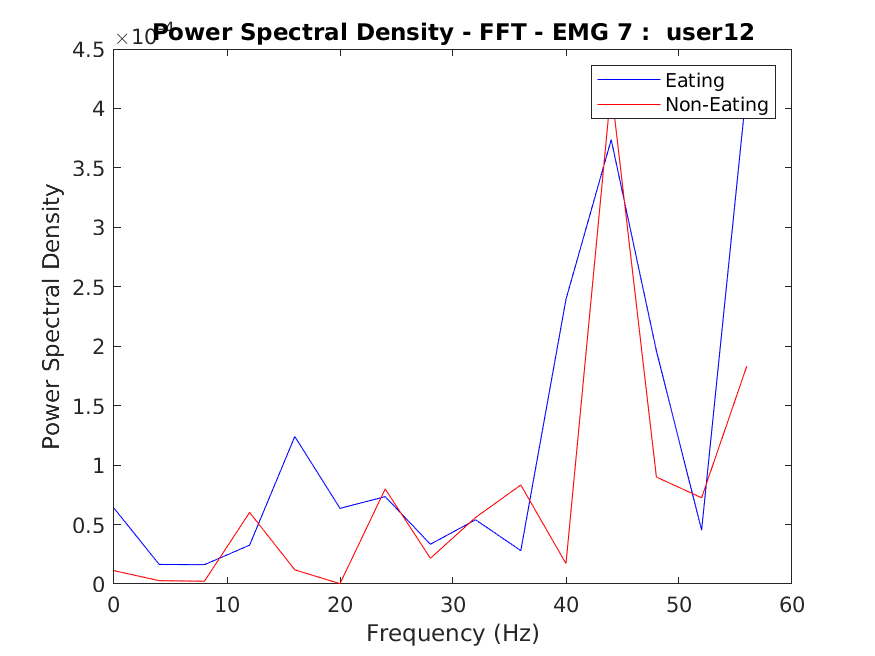 Power Spectral Density - FFT - EMG 7 : user12
×10
4.5
4
3.5
3
2.5
2
1.5
1
0.5
0
0 10 20 30 40 50 60
Power Spectral Density
Frequency (Hz)
Eating
Non-Eating